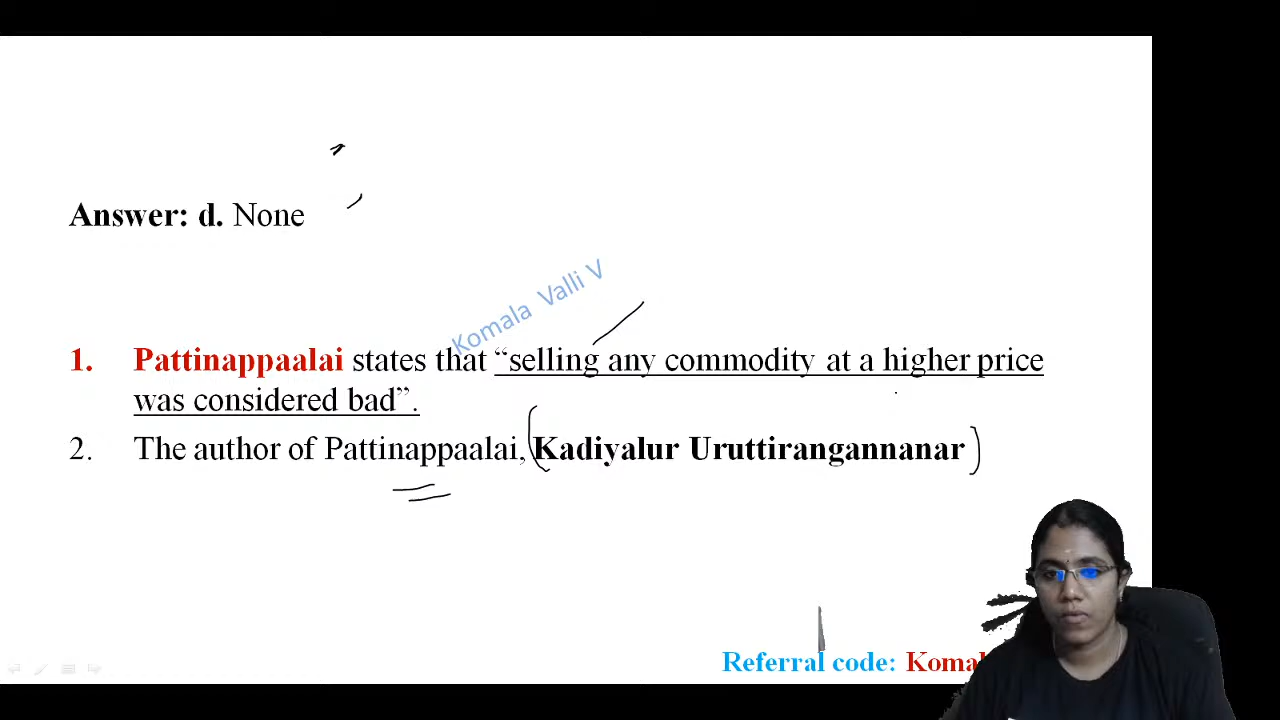 Answer: d. None
Komala Valli V
1. Pattinappaalai states that “selling any commodity at a higher price
was considered bad”.
2. The author of Pattinappaalai, Kadiyalur Uruttirangannanar
Referral code: